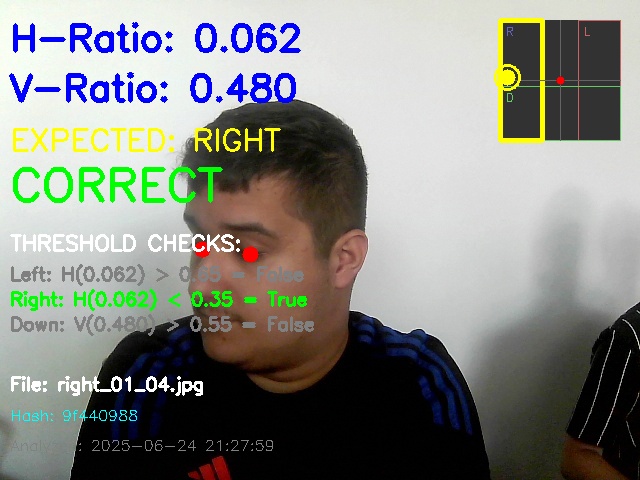 H-Ratio: 0.062
V-Ratio: 0.480
EXPECTED: RIGHT
CORRECT
THRESHOLD CHECKS:
Left: H(0.062) > 0. = False
Right: H(0.062) < 0.35 = True
Down: V(0.480) > 0.55 = False
File: right_01_04.jpg
Hash: 9f440988
2025-06-24 21:27:59
R
L
D